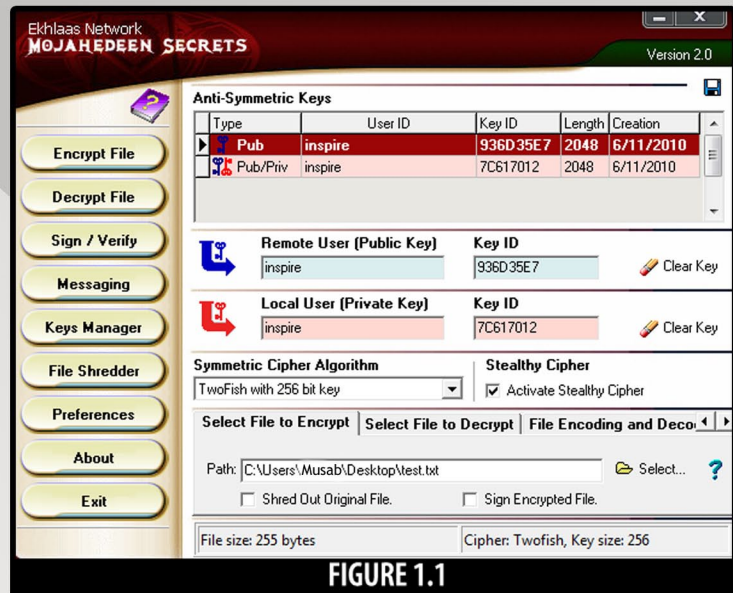 Ekhlaas Network
MOJAHEDEEN SECRETS
Version 2.0
Anti-Symmetric Keys
Type User ID Key ID Length Creation
Pub inspire 936D35E7 2048 6/11/2010
Pub/Priv inspire 7C617012 2048 6/11/2010
Encrypt File
Decrypt File
Sign / Verify
Messaging
Keys Manager
File Shredder
Preferences
About
Exit
Remote User (Public Key) Key ID
inspire 936D35E7 Clear Key
Local User (Private Key) Key ID
inspire 7C617012 Clear Key
Symmetric Cipher Algorithm Stealthy Cipher
TwoFish with 256 bit key Activate Stealthy Cipher
Select File to Encrypt Select File to Decrypt File Encoding and Deco
Path: C:\Users\Musab\Desktop\test.txt Select... ?
Shred Out Original File. Sign Encrypted File.
File size: 255 bytes Cipher: Twofish, Key size: 256
FIGURE 1.1